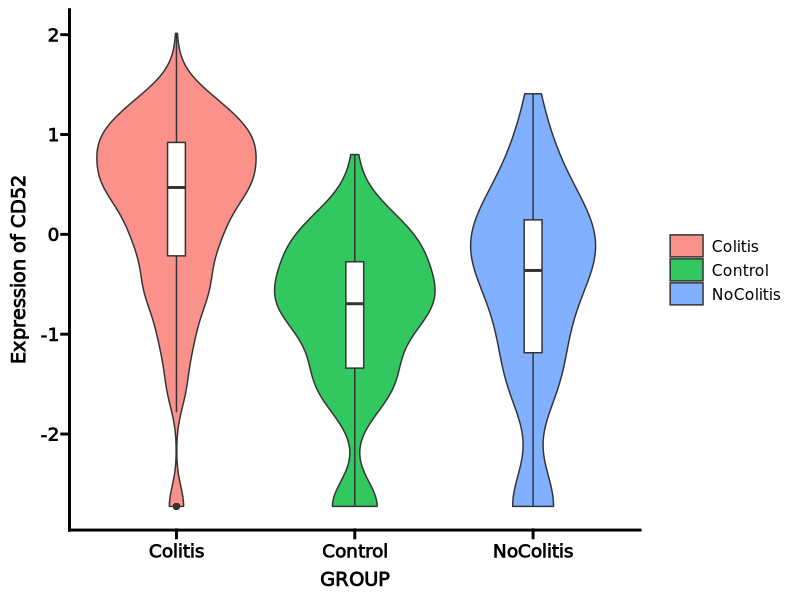 2
1
0
-1
-2
Expression of CD52
Colitis
Control
NoColitis
GROUP
Colitis
Control
NoColitis